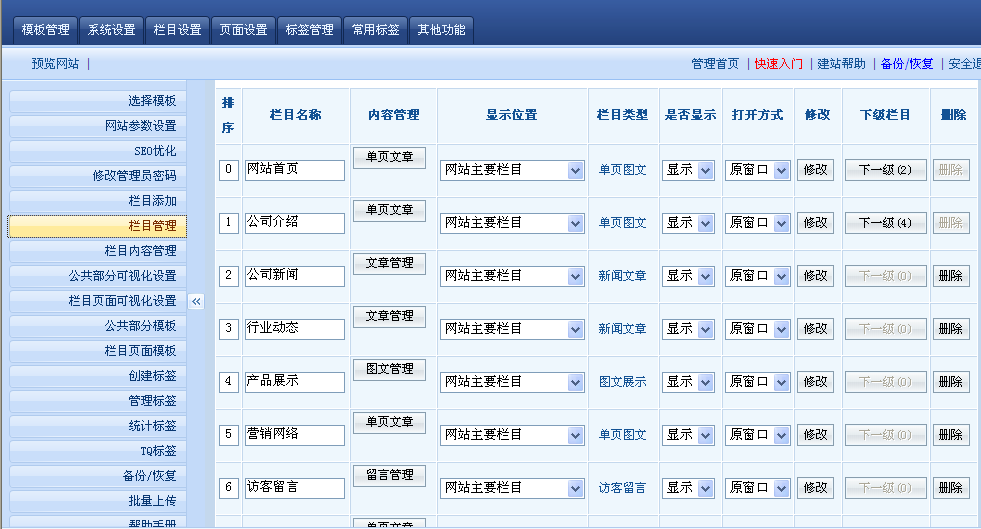 模板管理 系统设置 栏目设置 页面设置 标签管理 常用标签 其他功能
预览网站 | 管理首页 | 快速入门 | 建站帮助 | 备份/恢复 | 安全退
选择模板
网站参数设置
SEO优化
修改管理员密码
栏目添加
栏目管理
栏目内容管理
公共部分可视化设置
栏目页面可视化设置
公共部分模板
栏目页面模板
创建标签
管理标签
统计标签
TQ标签
备份/恢复
批量上传
帮助手册
«
排序 栏目名称 内容管理 显示位置 栏目类型 是否显示 打开方式 修改 下级栏目 删除
0 网站首页 单页文章 网站主要栏目 单页图文 显示 原窗口 修改 下一级(2) 删除
1 公司介绍 单页文章 网站主要栏目 单页图文 显示 原窗口 修改 下一级(4) 删除
2 公司新闻 文章管理 网站主要栏目 新闻文章 显示 原窗口 修改 下一级(0) 删除
3 行业动态 文章管理 网站主要栏目 新闻文章 显示 原窗口 修改 下一级(0) 删除
4 产品展示 图文管理 网站主要栏目 图文展示 显示 原窗口 修改 下一级(0) 删除
5 营销网络 单页文章 网站主要栏目 单页图文 显示 原窗口 修改 下一级(0) 删除
6 访客留言 留言管理 网站主要栏目 访客留言 显示 原窗口 修改 下一级(0) 删除
单页文章